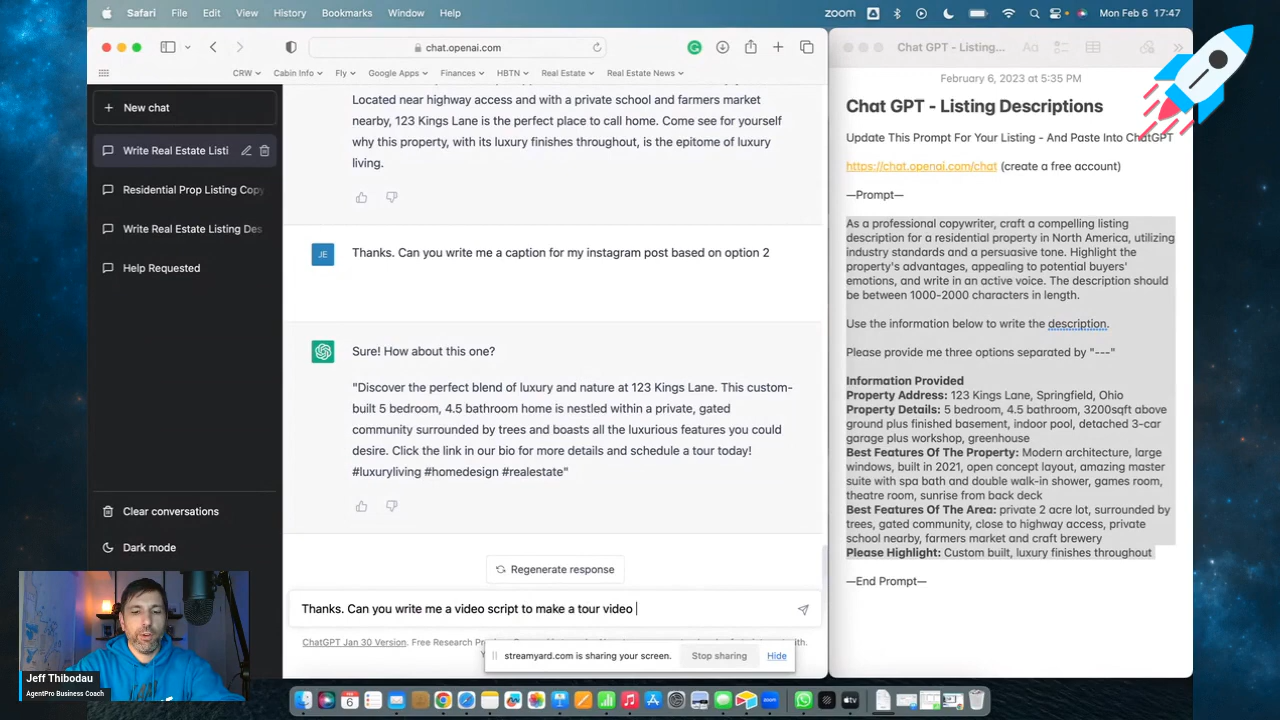 Safari File Edit View History Bookmarks Window Help
zoom Mon Feb 6 17:47
chat.openai.com
CRW Cabin Info Fly Google Apps Finances HBTN Real Estate Real Estate News
New chat
Write Real Estate Listi
Residential Prop Listing Copy
Write Real Estate Listing Des
Help Requested
Clear conversations
Dark mode
Located near highway access and with a private school and farmers market
nearby, 123 Kings Lane is the perfect place to call home. Come see for yourself
why this property, with its luxury finishes throughout, is the epitome of luxury
living.
JE
Thanks. Can you write me a caption for my instagram post based on option 2
Sure! How about this one?
"Discover the perfect blend of luxury and nature at 123 Kings Lane. This custom-
built 5 bedroom, 4.5 bathroom home is nestled within a private, gated
community surrounded by trees and boasts all the luxurious features you could
desire. Click the link in our bio for more details and schedule a tour today!
#luxuryliving #homedesign #realestate"
Regenerate response
Thanks. Can you write me a video script to make a tour video
ChatGPT Jan 30 Version. Free Research
streamyard.com is sharing your screen. Stop sharing Hide
Chat GPT - Listing...
Aa
February 6, 2023 at 5:35 PM
Chat GPT - Listing Descriptions
Update This Prompt For Your Listing - And Paste Into ChatGPT
https://chat.openai.com/chat (create a free account)
—Prompt—
As a professional copywriter, craft a compelling listing
description for a residential property in North America, utilizing
industry standards and a persuasive tone. Highlight the
property's advantages, appealing to potential buyers'
emotions, and write in an active voice. The description should
be between 1000-2000 characters in length.
Use the information below to write the description.
Please provide me three options separated by "---"
Information Provided
Property Address: 123 Kings Lane, Springfield, Ohio
Property Details: 5 bedroom, 4.5 bathroom, 3200sqft above
ground plus finished basement, indoor pool, detached 3-car
garage plus workshop, greenhouse
Best Features Of The Property: Modern architecture, large
windows, built in 2021, open concept layout, amazing master
suite with spa bath and double walk-in shower, games room,
theatre room, sunrise from back deck
Best Features Of The Area: private 2 acre lot, surrounded by
trees, gated community, close to highway access, private
school nearby, farmers market and craft brewery
Please Highlight: Custom built, luxury finishes throughout
—End Prompt—
Jeff Thibodau
AgentPro Business Coach